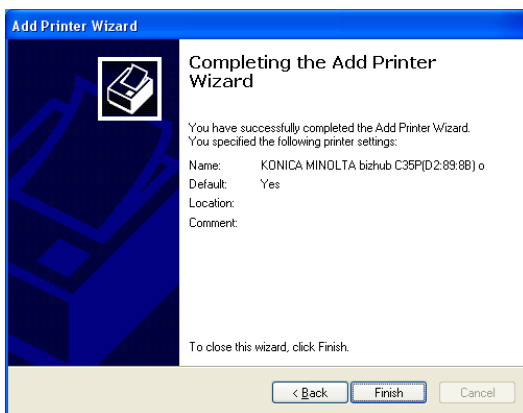 Add Printer Wizard
Completing the Add Printer
Wizard
You have successfully completed the Add Printer Wizard.
You specified the following printer settings:
Name: KONICA MINOLTA bizhub C35P(D2:89:8B) o
Default: Yes
Location:
Comment:
To close this wizard, click Finish.
< Back Finish Cancel